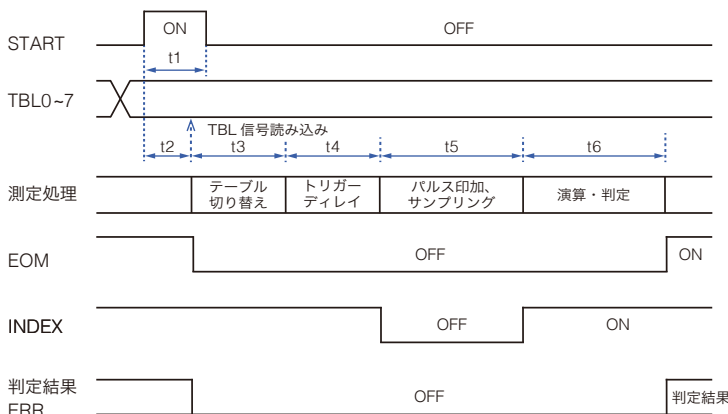 START
ON
OFF
t1
TBL0~7
TBL 信号読み込み
t2
t3
t4
t5
t6
測定処理
テーブル
切り替え
トリガー
ディレイ
パルス印加、
サンプリング
演算・判定
EOM
OFF
ON
INDEX
OFF
ON
判定結果
ERR
OFF
判定結果